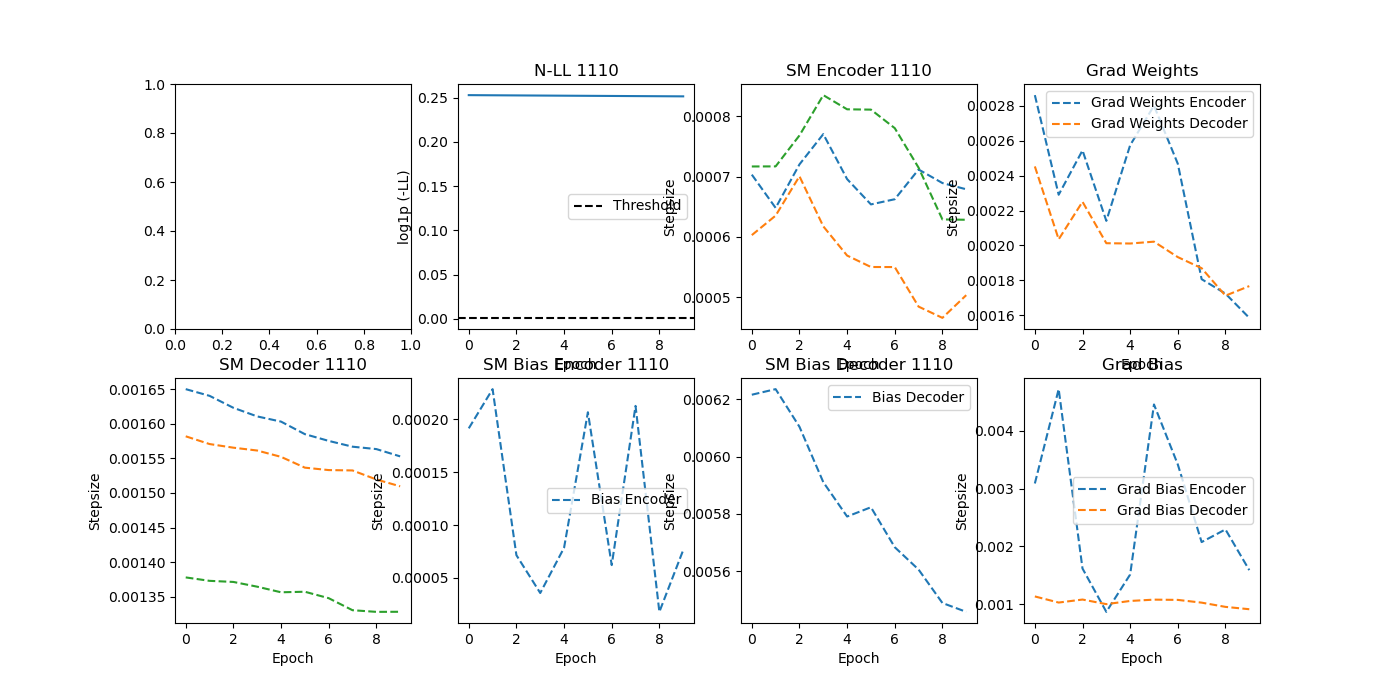 N-LL 1110
SM Encoder 1110
Grad Weights
1.0
0.8
0.6
0.4
0.2
0.0
0.0 0.2 0.4 0.6 0.8 1.0
log1p (-LL)
0.25
0.20
0.15
0.10
0.05
0.00
Threshold
0 2 4 6 8
Epoch
Stepsize
0.0008
0.0007
0.0006
0.0005
0 2 4 6 8
Epoch
Stepsize
0.0028
0.0026
0.0024
0.0022
0.0020
0.0018
0.0016
Grad Weights Encoder
Grad Weights Decoder
0 2 4 6 8
Epoch
SM Decoder 1110
Stepsize
0.00165
0.00160
0.00155
0.00150
0.00145
0.00140
0.00135
0 2 4 6 8
Epoch
SM Bias Encoder 1110
Stepsize
0.00020
0.00015
0.00010
0.00005
Bias Encoder
0 2 4 6 8
Epoch
SM Bias Decoder 1110
Stepsize
0.0062
0.0060
0.0058
0.0056
Bias Decoder
0 2 4 6 8
Epoch
Grad Bias
Stepsize
0.004
0.003
0.002
0.001
Grad Bias Encoder
Grad Bias Decoder
0 2 4 6 8
Epoch